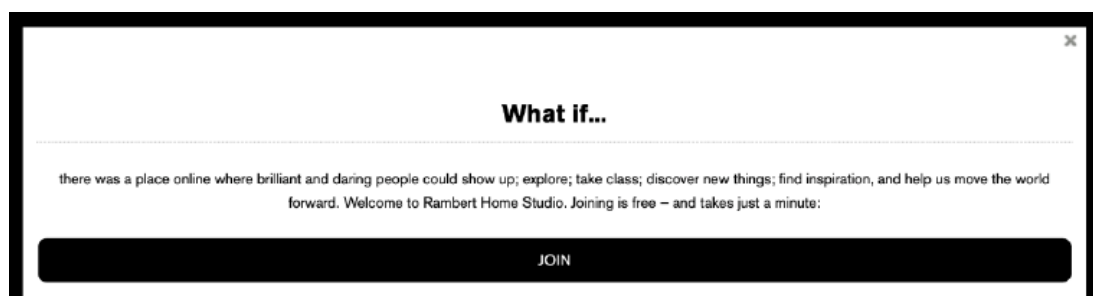 What if...
there was a place online where brilliant and daring people could show up; explore; take class; discover new things; find inspiration, and help us move the world
forward. Welcome to Rambert Home Studio. Joining is free – and takes just a minute:
JOIN